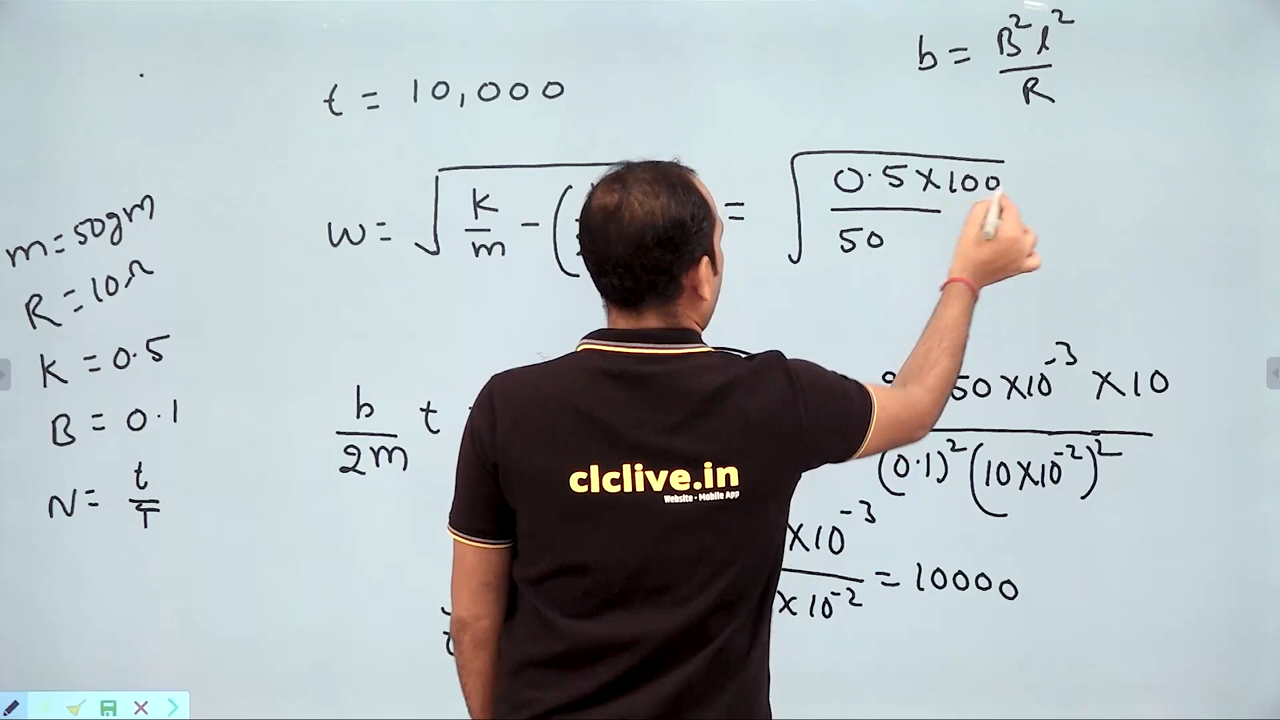 b = B²l²/R
t = 10,000
w = √ k/m - ( = √ 0.5×100/50
m = 50gm
R = 10Ω
K = 0.5
B = 0.1
N = t/T
b/2m t
50×10⁻³ ×10 / (0.1)² (10×10⁻²)²
×10⁻³ / ×10⁻² = 10000
clclive.in
Website - Mobile App